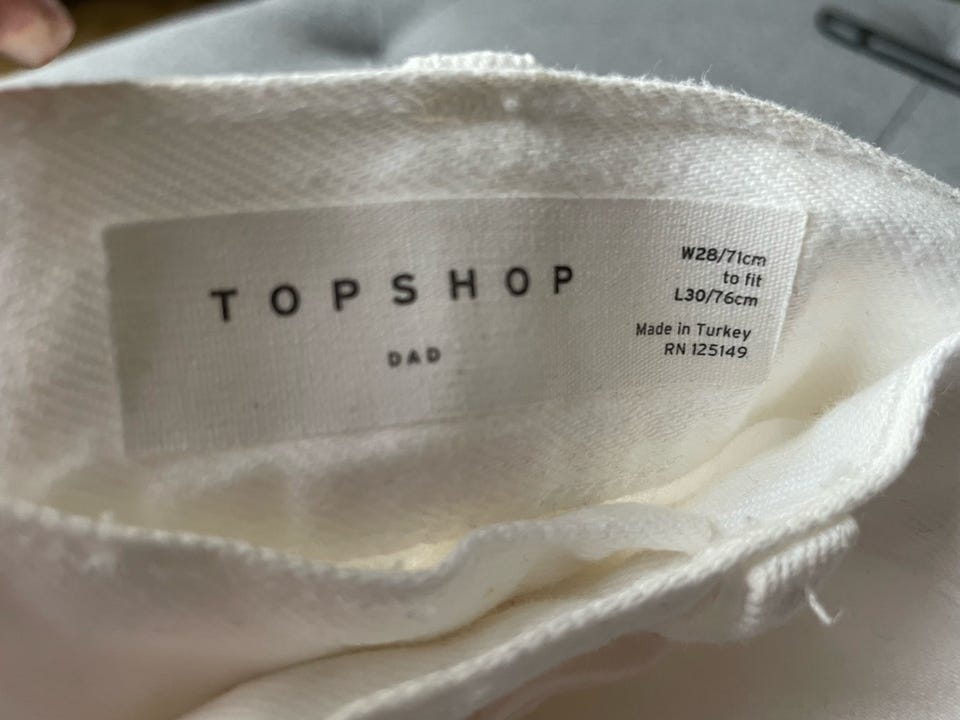 TOPSHOP
DAD
W28/71cm
to fit
L30/76cm
Made in Turkey
RN 125149